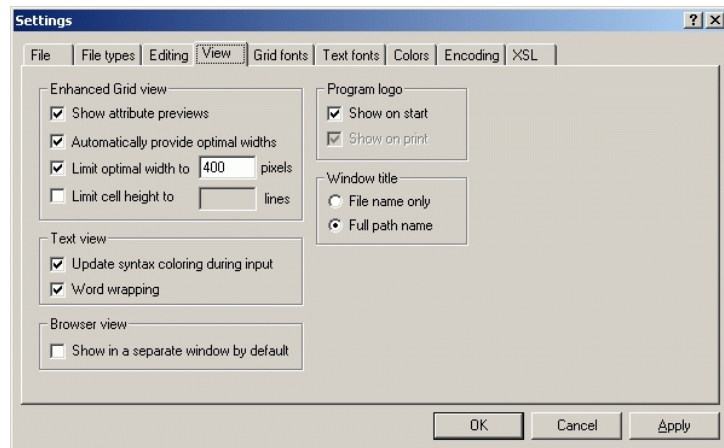 Settings
File File types Editing View Grid fonts Text fonts Colors Encoding XSL
Enhanced Grid view
Show attribute previews
Automatically provide optimal widths
Limit optimal width to 400 pixels
Limit cell height to lines
Text view
Update syntax coloring during input
Word wrapping
Browser view
Show in a separate window by default
Program logo
Show on start
Show on print
Window title
File name only
Full path name
OK Cancel Apply